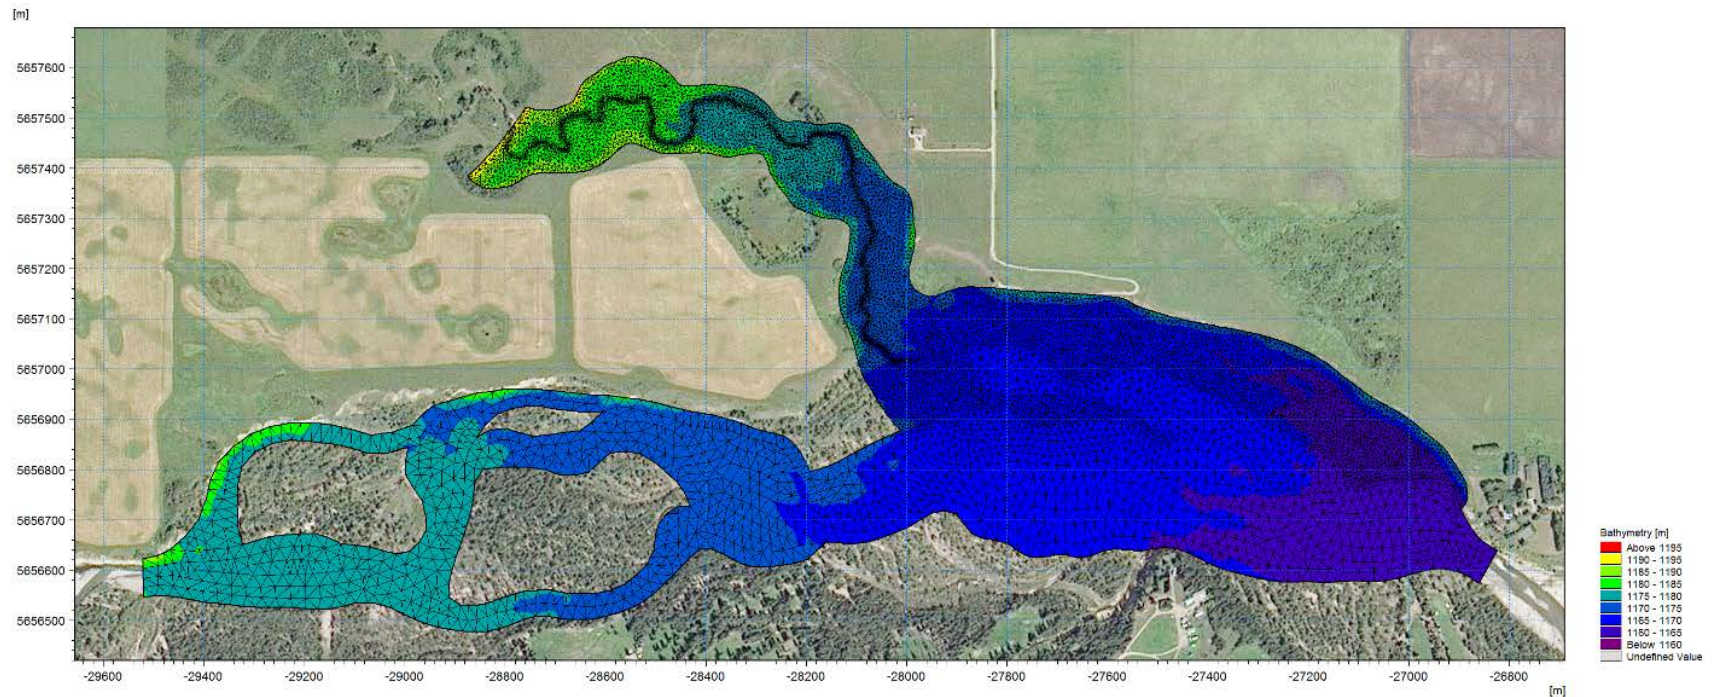 [m]
5657600
5657500
5657400
5657300
5657200
5657100
5657000
5656900
5656800
5656700
5656600
5656500
-29600 -29400 -29200 -29000 -28800 -28600 -28400 -28200 -28000 -27800 -27600 -27400 -27200 -27000 -26800
[m]
Bathymetry [m]
Above 1195
1190 - 1195
1185 - 1190
1180 - 1185
1175 - 1180
1170 - 1175
1165 - 1170
1160 - 1165
Below 1160
Undefined Value